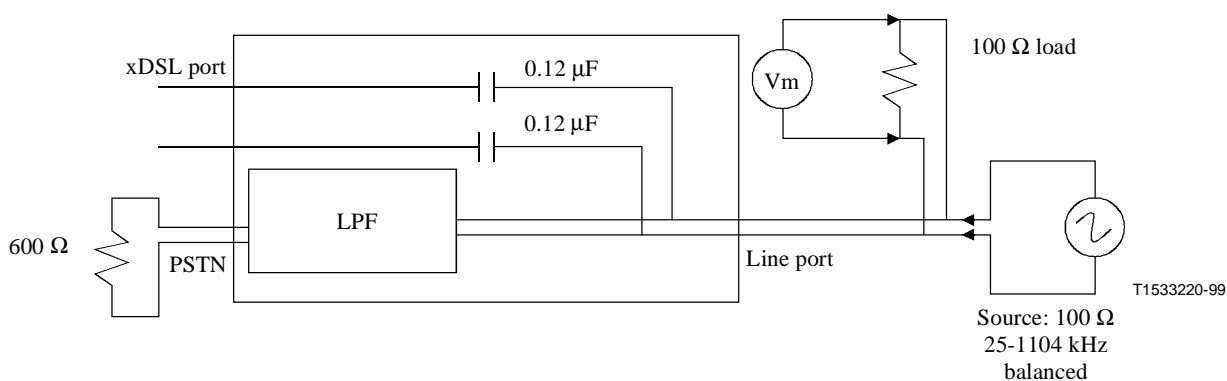 xDSL port
0.12 µF
0.12 µF
Vm
100 Ω load
LPF
600 Ω
PSTN
Line port
T1533220-99
Source: 100 Ω
25-1104 kHz
balanced